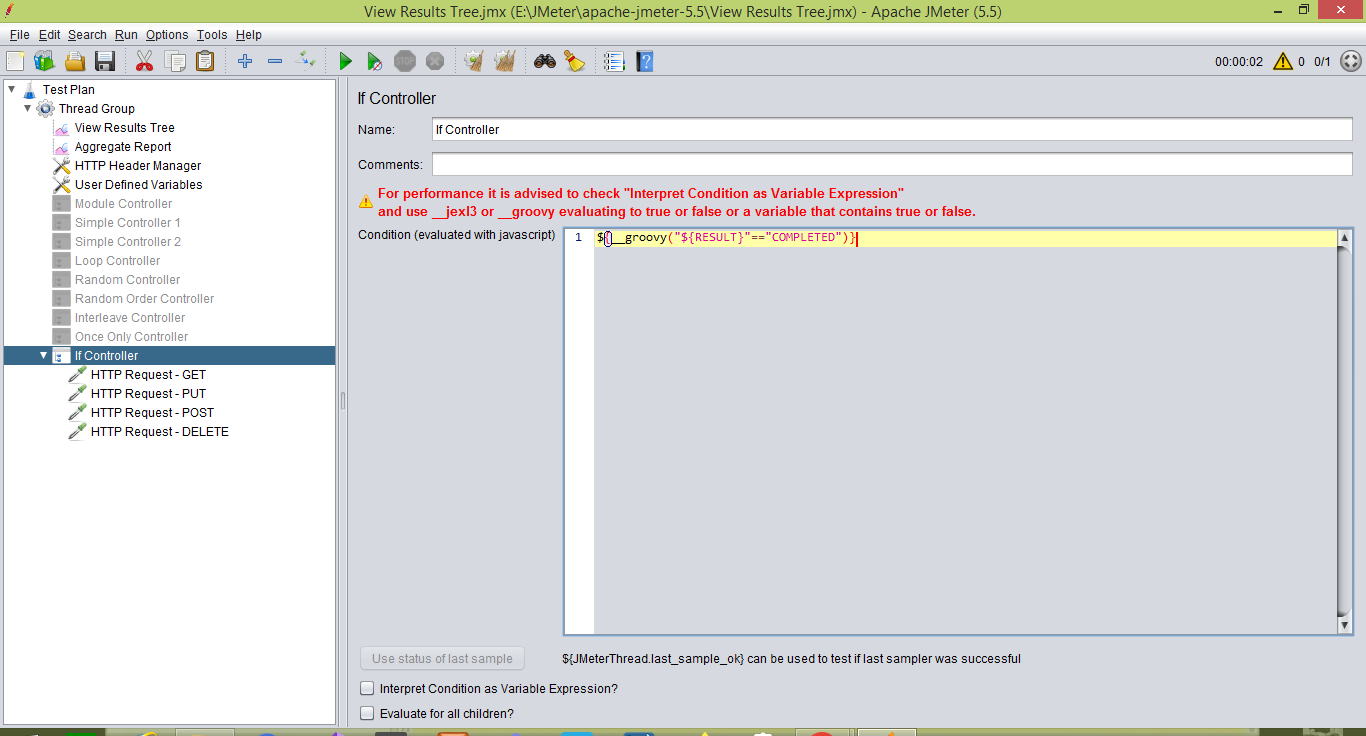 View Results Tree.jmx (E:\JMeter\apache-jmeter-5.5\View Results Tree.jmx) - Apache JMeter (5.5)
File Edit Search Run Options Tools Help
STOP
00:00:02 0 0/1
Test Plan
Thread Group
View Results Tree
Aggregate Report
HTTP Header Manager
User Defined Variables
Module Controller
Simple Controller 1
Simple Controller 2
Loop Controller
Random Controller
Random Order Controller
Interleave Controller
Once Only Controller
If Controller
HTTP Request - GET
HTTP Request - PUT
HTTP Request - POST
HTTP Request - DELETE
If Controller
Name: If Controller
Comments:
For performance it is advised to check "Interpret Condition as Variable Expression"
and use __jexl3 or __groovy evaluating to true or false or a variable that contains true or false.
Condition (evaluated with javascript) 1 ${__groovy("${RESULT}"=="COMPLETED")}
Use status of last sample ${JMeterThread.last_sample_ok} can be used to test if last sampler was successful
Interpret Condition as Variable Expression?
Evaluate for all children?